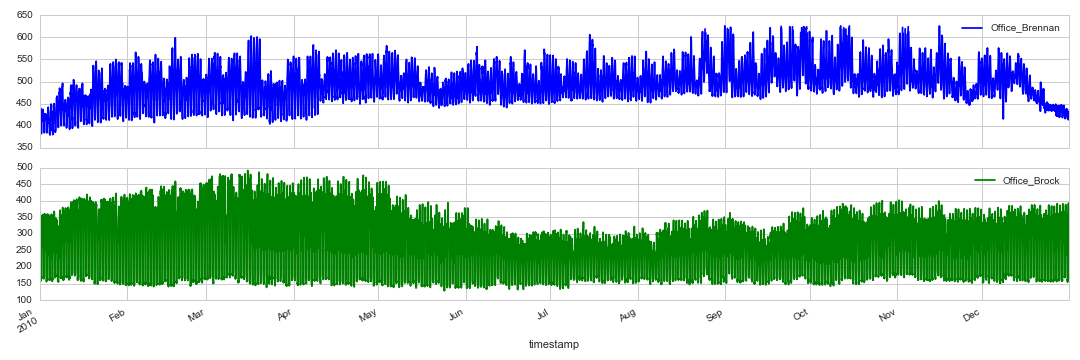 650
600
550
500
450
400
350
Office_Brennan
500
450
400
350
300
250
200
150
100
Office_Brock
Jan
2010
Feb
Mar
Apr
May
Jun
Jul
Aug
Sep
Oct
Nov
Dec
timestamp